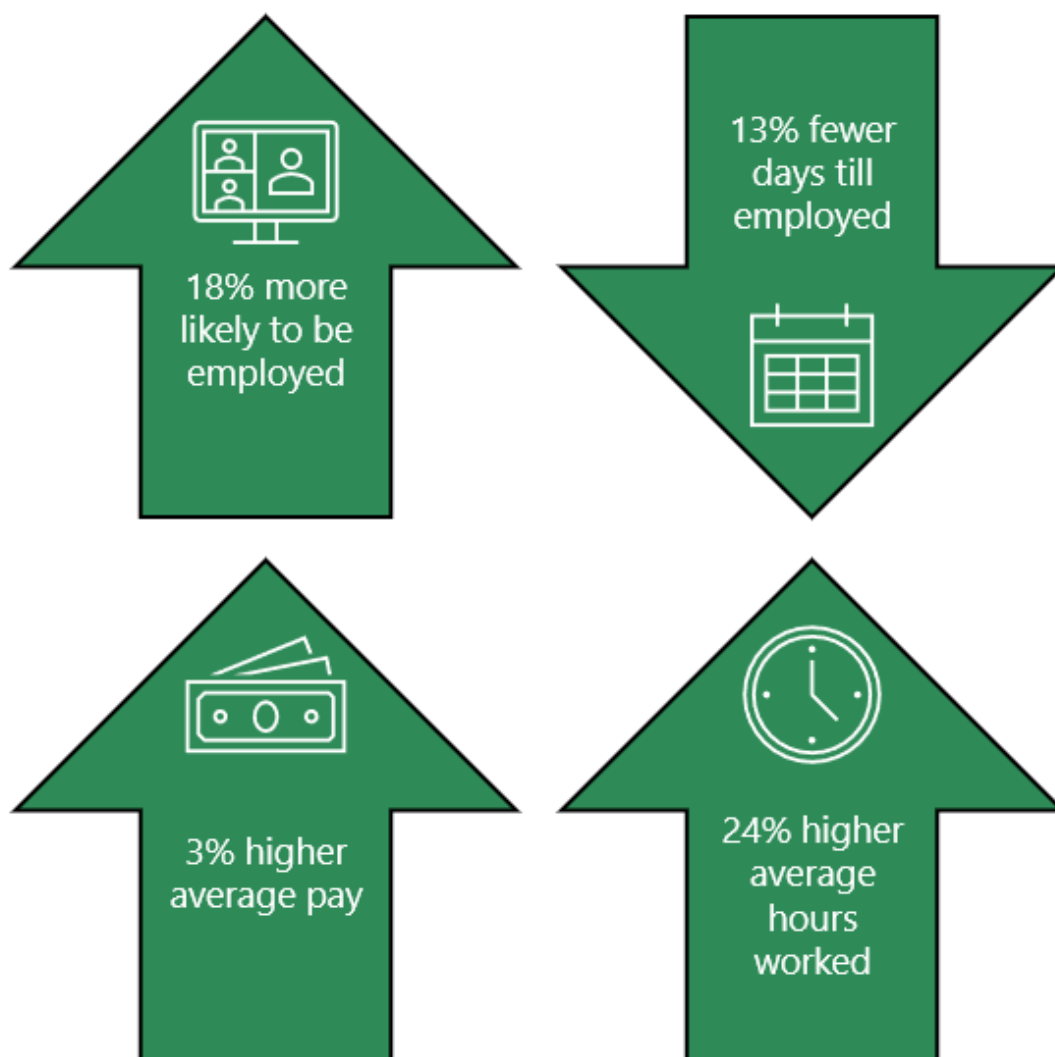 18% more
likely to be
employed
13% fewer
days till
employed
3% higher
average pay
24% higher
average
hours
worked